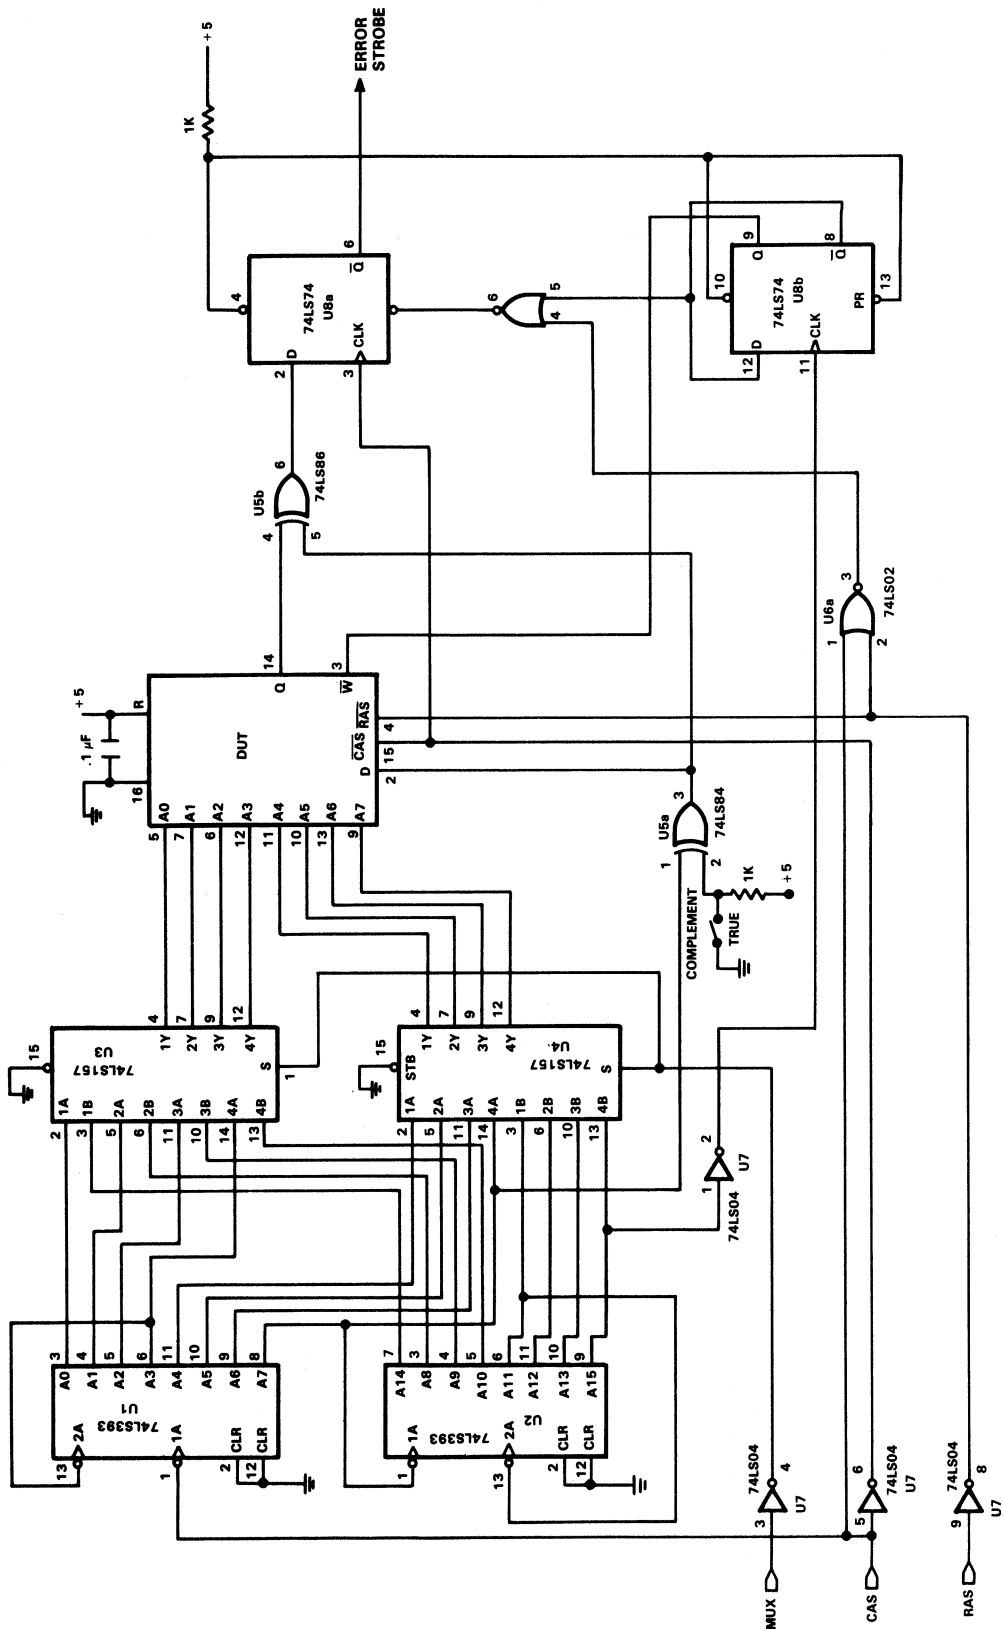 +5
1K
ERROR
STROBE
4
74LS74
U8a
Q
6
D
2
CLK
3
6
5
4
9
8
Q
Q
10
74LS74
U8b
13
PR
D
12
CLK
11
U5b
6
74LS86
4
5
+5
.1 µF
16
R
DUT
Q
14
W
3
RAS
4
CAS
15
D
2
A0
A1
A2
A3
A4
A5
A6
A7
5
7
6
12
11
10
13
9
U6a
3
74LS02
1
2
U5a
3
74LS84
1
2
COMPLEMENT
TRUE
1K
+5
15
U3
74LS157
1Y
2Y
3Y
4Y
4
7
9
12
S
1
1A
1B
2A
2B
3A
3B
4A
4B
2
3
5
6
11
10
14
13
15
STB
U4
74LS157
1Y
2Y
3Y
4Y
4
7
9
12
S
1A
2A
3A
4A
1B
2B
3B
4B
2
5
11
14
3
6
10
13
2
1
U7
74LS04
3
4
5
6
11
10
9
8
A0
A1
A2
A3
A4
A5
A6
A7
U1
74LS393
2A
1A
CLR
CLR
13
1
2
12
7
3
4
5
6
11
10
9
A14
A8
A9
A10
A11
A12
A13
A15
U2
74LS393
1A
2A
CLR
CLR
1
13
2
12
74LS04
4
3
U7
74LS04
6
5
U7
74LS04
8
9
U7
MUX
CAS
RAS